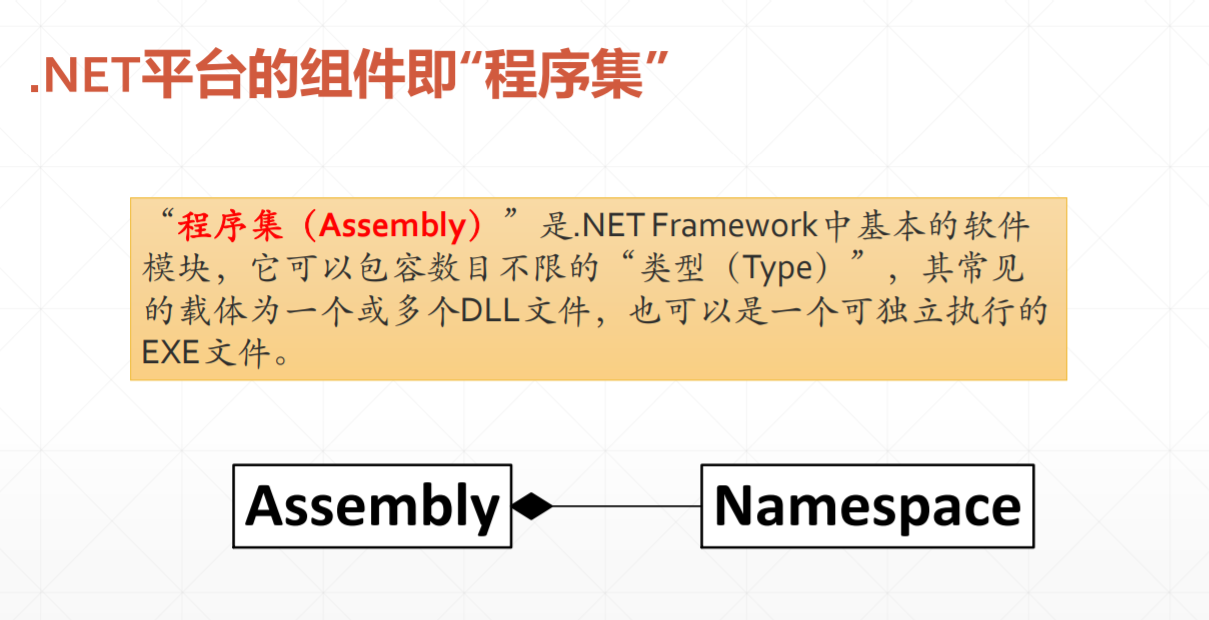 .NET平台的组件即“程序集”
“程序集（Assembly）”是.NET Framework中基本的软件
模块，它可以包容数目不限的“类型（Type）”，其常见
的载体为一个或多个DLL文件，也可以是一个可独立执行的
EXE文件。
Assembly
Namespace